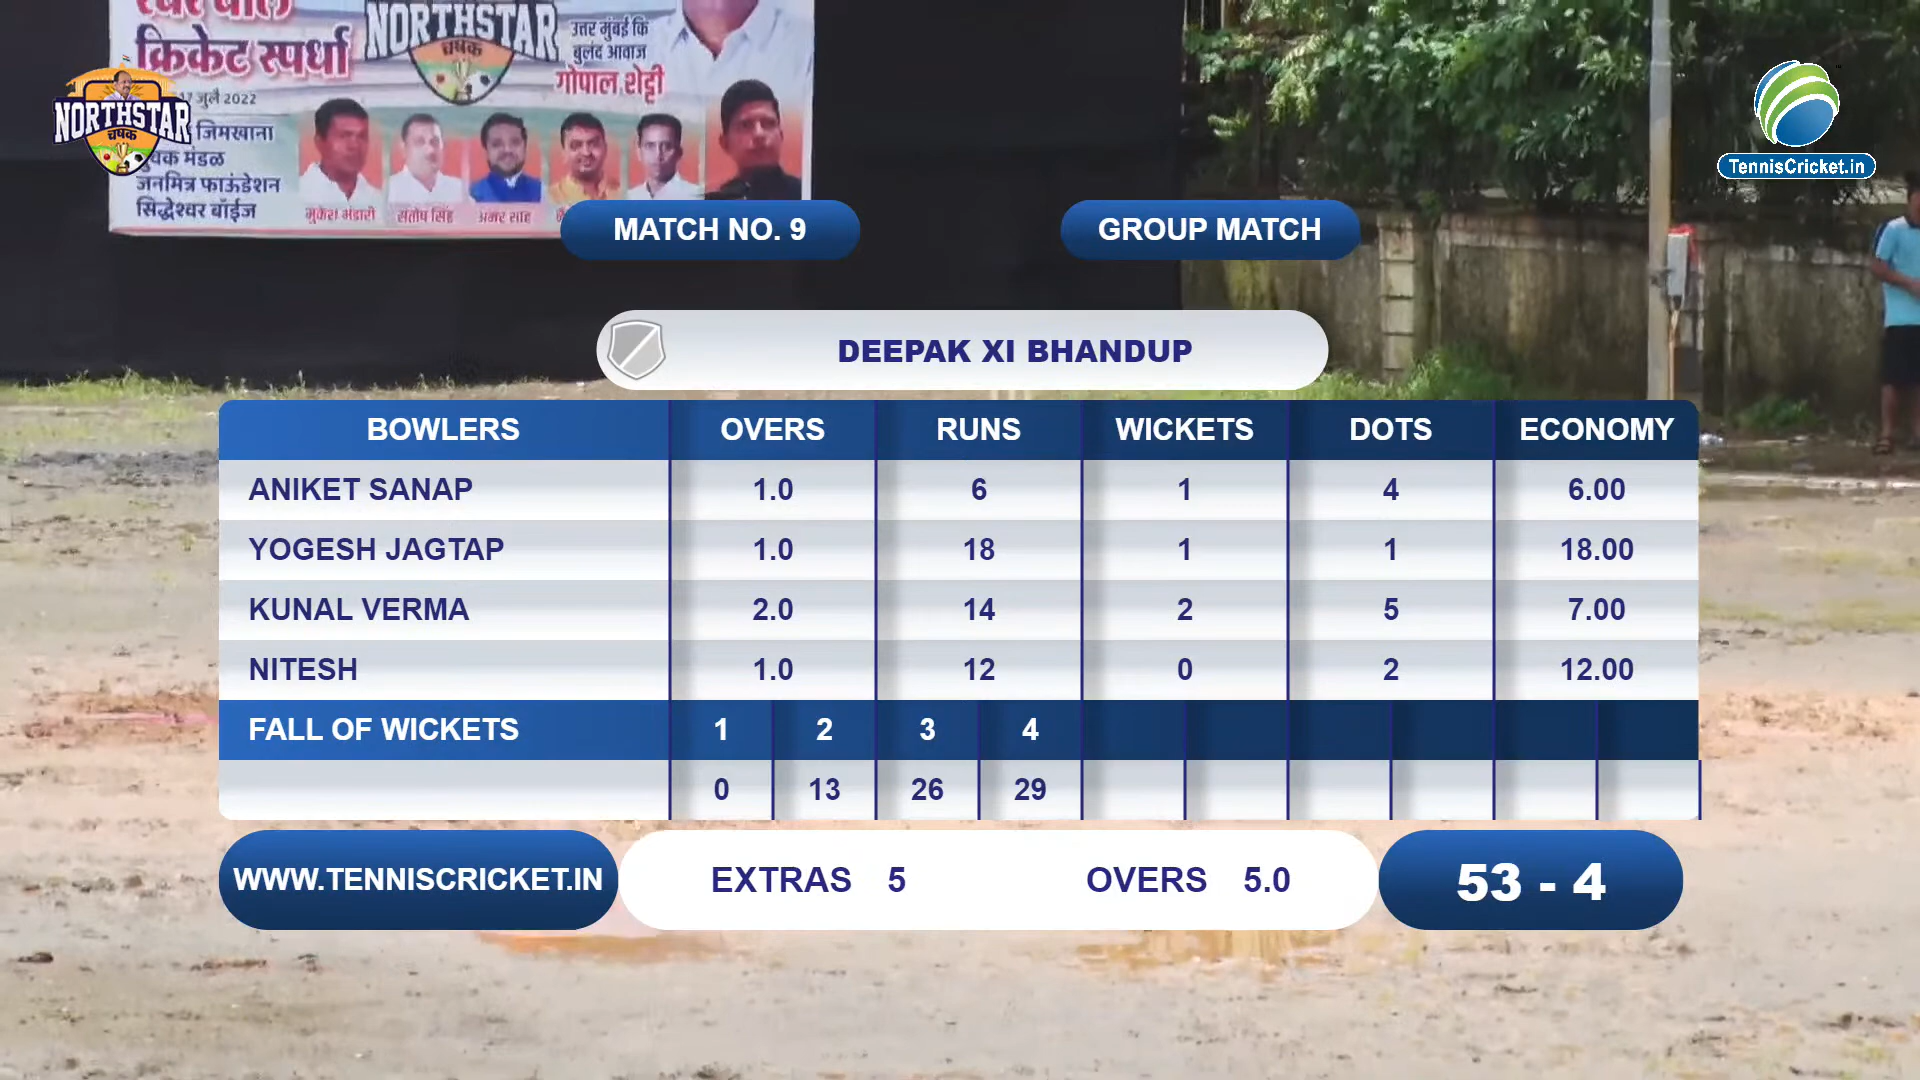 रबर बॉल
क्रिकेट स्पर्धा
NORTHSTAR
चषक
उत्तर मुंबई कि
बुलंद आवाज
गोपाल शेट्टी
जुलै 2022
जिमखाना
मंडळ
जनमित्र फाऊंडेशन
सिद्धेश्वर बॉईज
मुकेश भंडारी
संतोष सिंह
अमर शाह
NORTHSTAR
चषक
TennisCricket.in
MATCH NO. 9
GROUP MATCH
DEEPAK XI BHANDUP
BOWLERS OVERS RUNS WICKETS DOTS ECONOMY
ANIKET SANAP 1.0 6 1 4 6.00
YOGESH JAGTAP 1.0 18 1 1 18.00
KUNAL VERMA 2.0 14 2 5 7.00
NITESH 1.0 12 0 2 12.00
FALL OF WICKETS 1 2 3 4
0 13 26 29
WWW.TENNISCRICKET.IN EXTRAS 5 OVERS 5.0 53 - 4